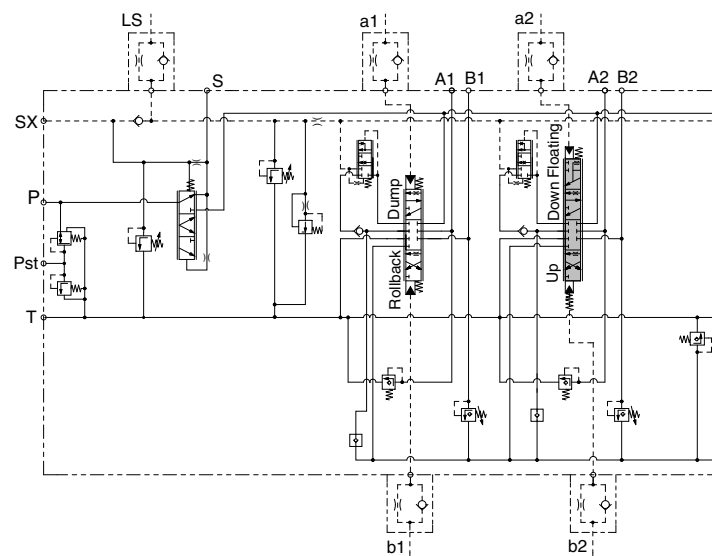 LS
a1
a2
S
A1
B1
A2
B2
SX
P
Pst
T
Dump
Rollback
Down Floating
Up
b1
b2